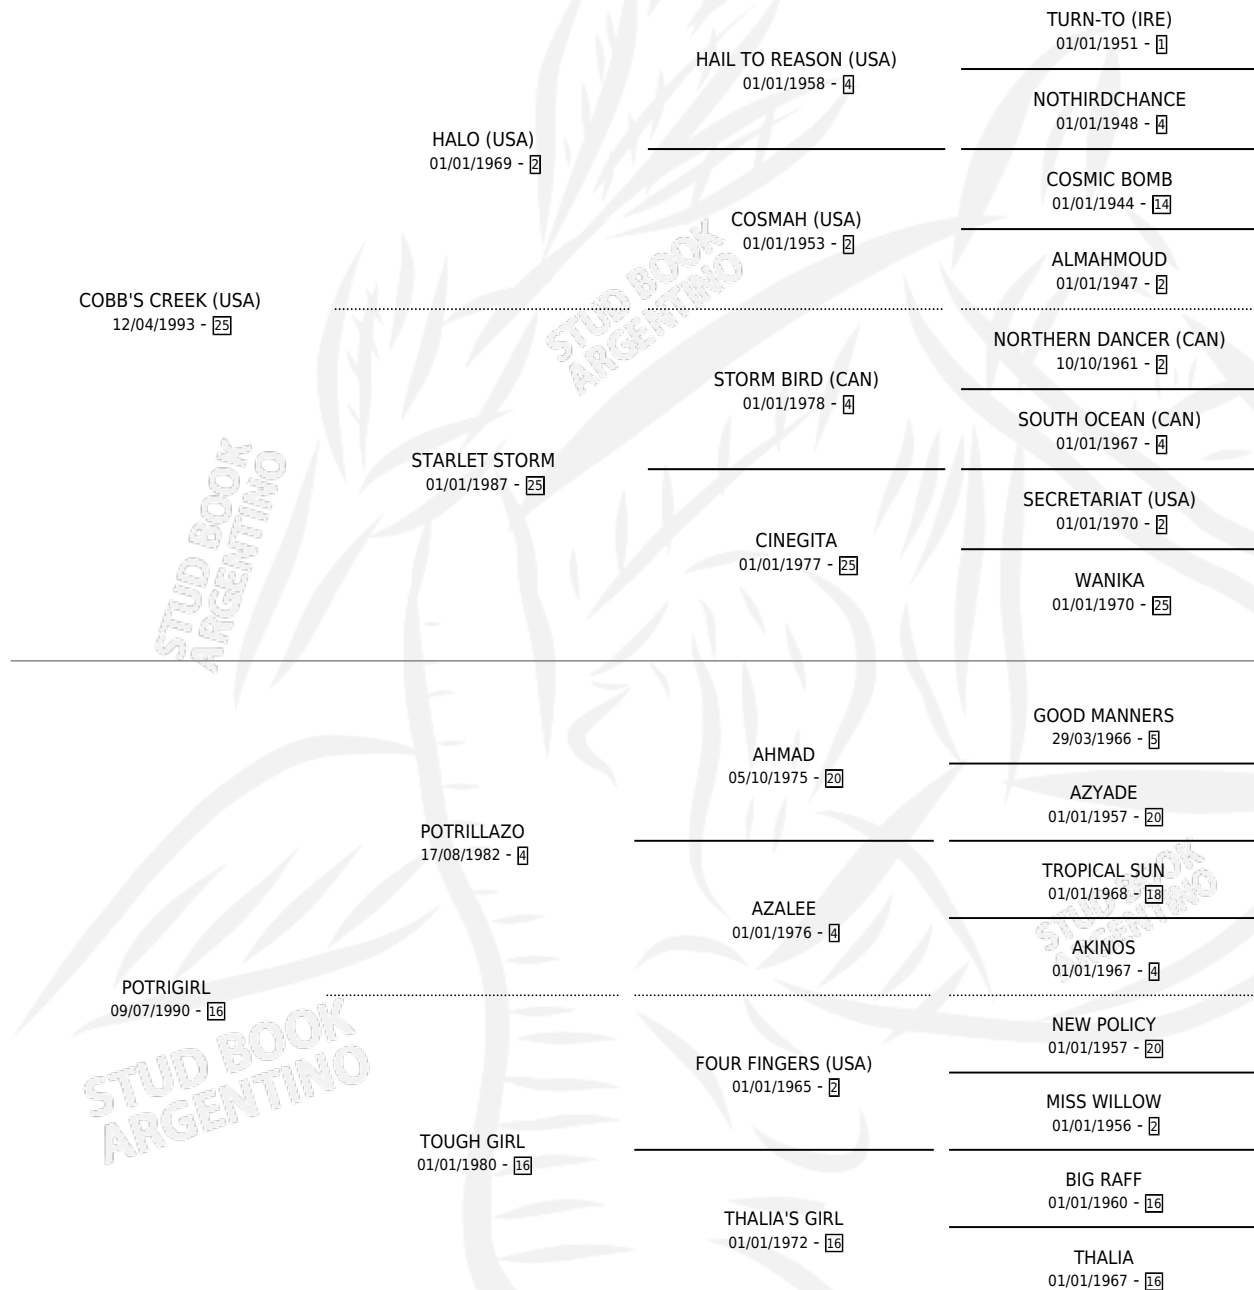 COBB'S CREEK (USA)
12/04/1993 - 25
HALO (USA)
01/01/1969 - 2
HAIL TO REASON (USA)
01/01/1958 - 4
TURN-TO (IRE)
01/01/1951 - 1
NOTHIRDCHANCE
01/01/1948 - 4
COSMAH (USA)
01/01/1953 - 2
COSMIC BOMB
01/01/1944 - 14
ALMAHMOUD
01/01/1947 - 2
STARLET STORM
01/01/1987 - 25
STORM BIRD (CAN)
01/01/1978 - 4
NORTHERN DANCER (CAN)
10/10/1961 - 2
SOUTH OCEAN (CAN)
01/01/1967 - 4
CINEGITA
01/01/1977 - 25
SECRETARIAT (USA)
01/01/1970 - 2
WANIKA
01/01/1970 - 25
POTRIGIRL
09/07/1990 - 16
POTRILLAZO
17/08/1982 - 4
AHMAD
05/10/1975 - 20
GOOD MANNERS
29/03/1966 - 5
AZYADE
01/01/1957 - 20
AZALEE
01/01/1976 - 4
TROPICAL SUN
01/01/1968 - 18
AKINOS
01/01/1967 - 4
TOUGH GIRL
01/01/1980 - 16
FOUR FINGERS (USA)
01/01/1965 - 2
NEW POLICY
01/01/1957 - 20
MISS WILLOW
01/01/1956 - 2
THALIA'S GIRL
01/01/1972 - 16
BIG RAFF
01/01/1960 - 16
THALIA
01/01/1967 - 16
STUD BOOK
ARGENTINO
STUD BOOK
ARGENTINO
STUD BOOK
ARGENTINO
STUD BOOK
ARGENTINO